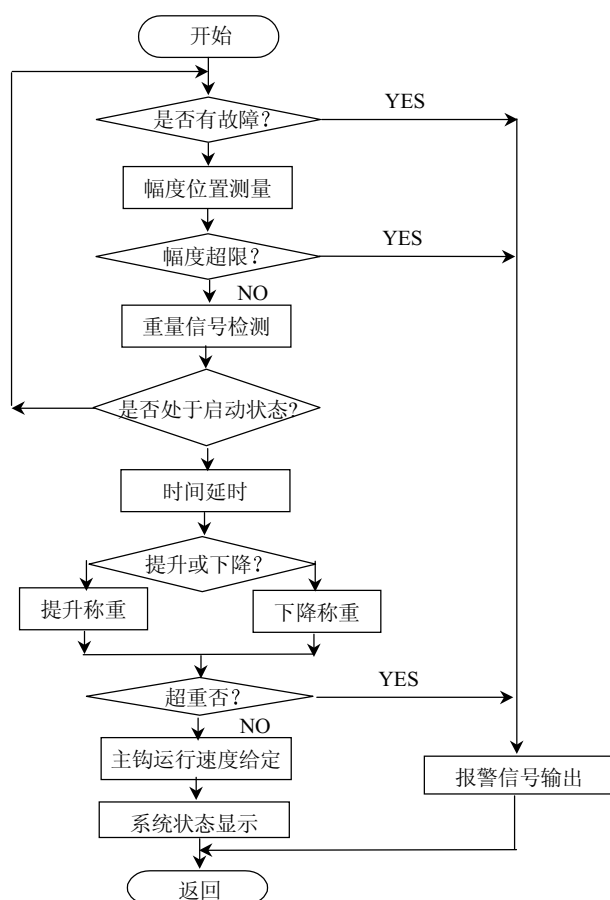 开始
YES
是否有故障?
幅度位置测量
YES
幅度超限?
NO
重量信号检测
是否处于启动状态?
时间延时
提升或下降?
提升称重
下降称重
YES
超重否?
NO
主钩运行速度给定
报警信号输出
系统状态显示
返回